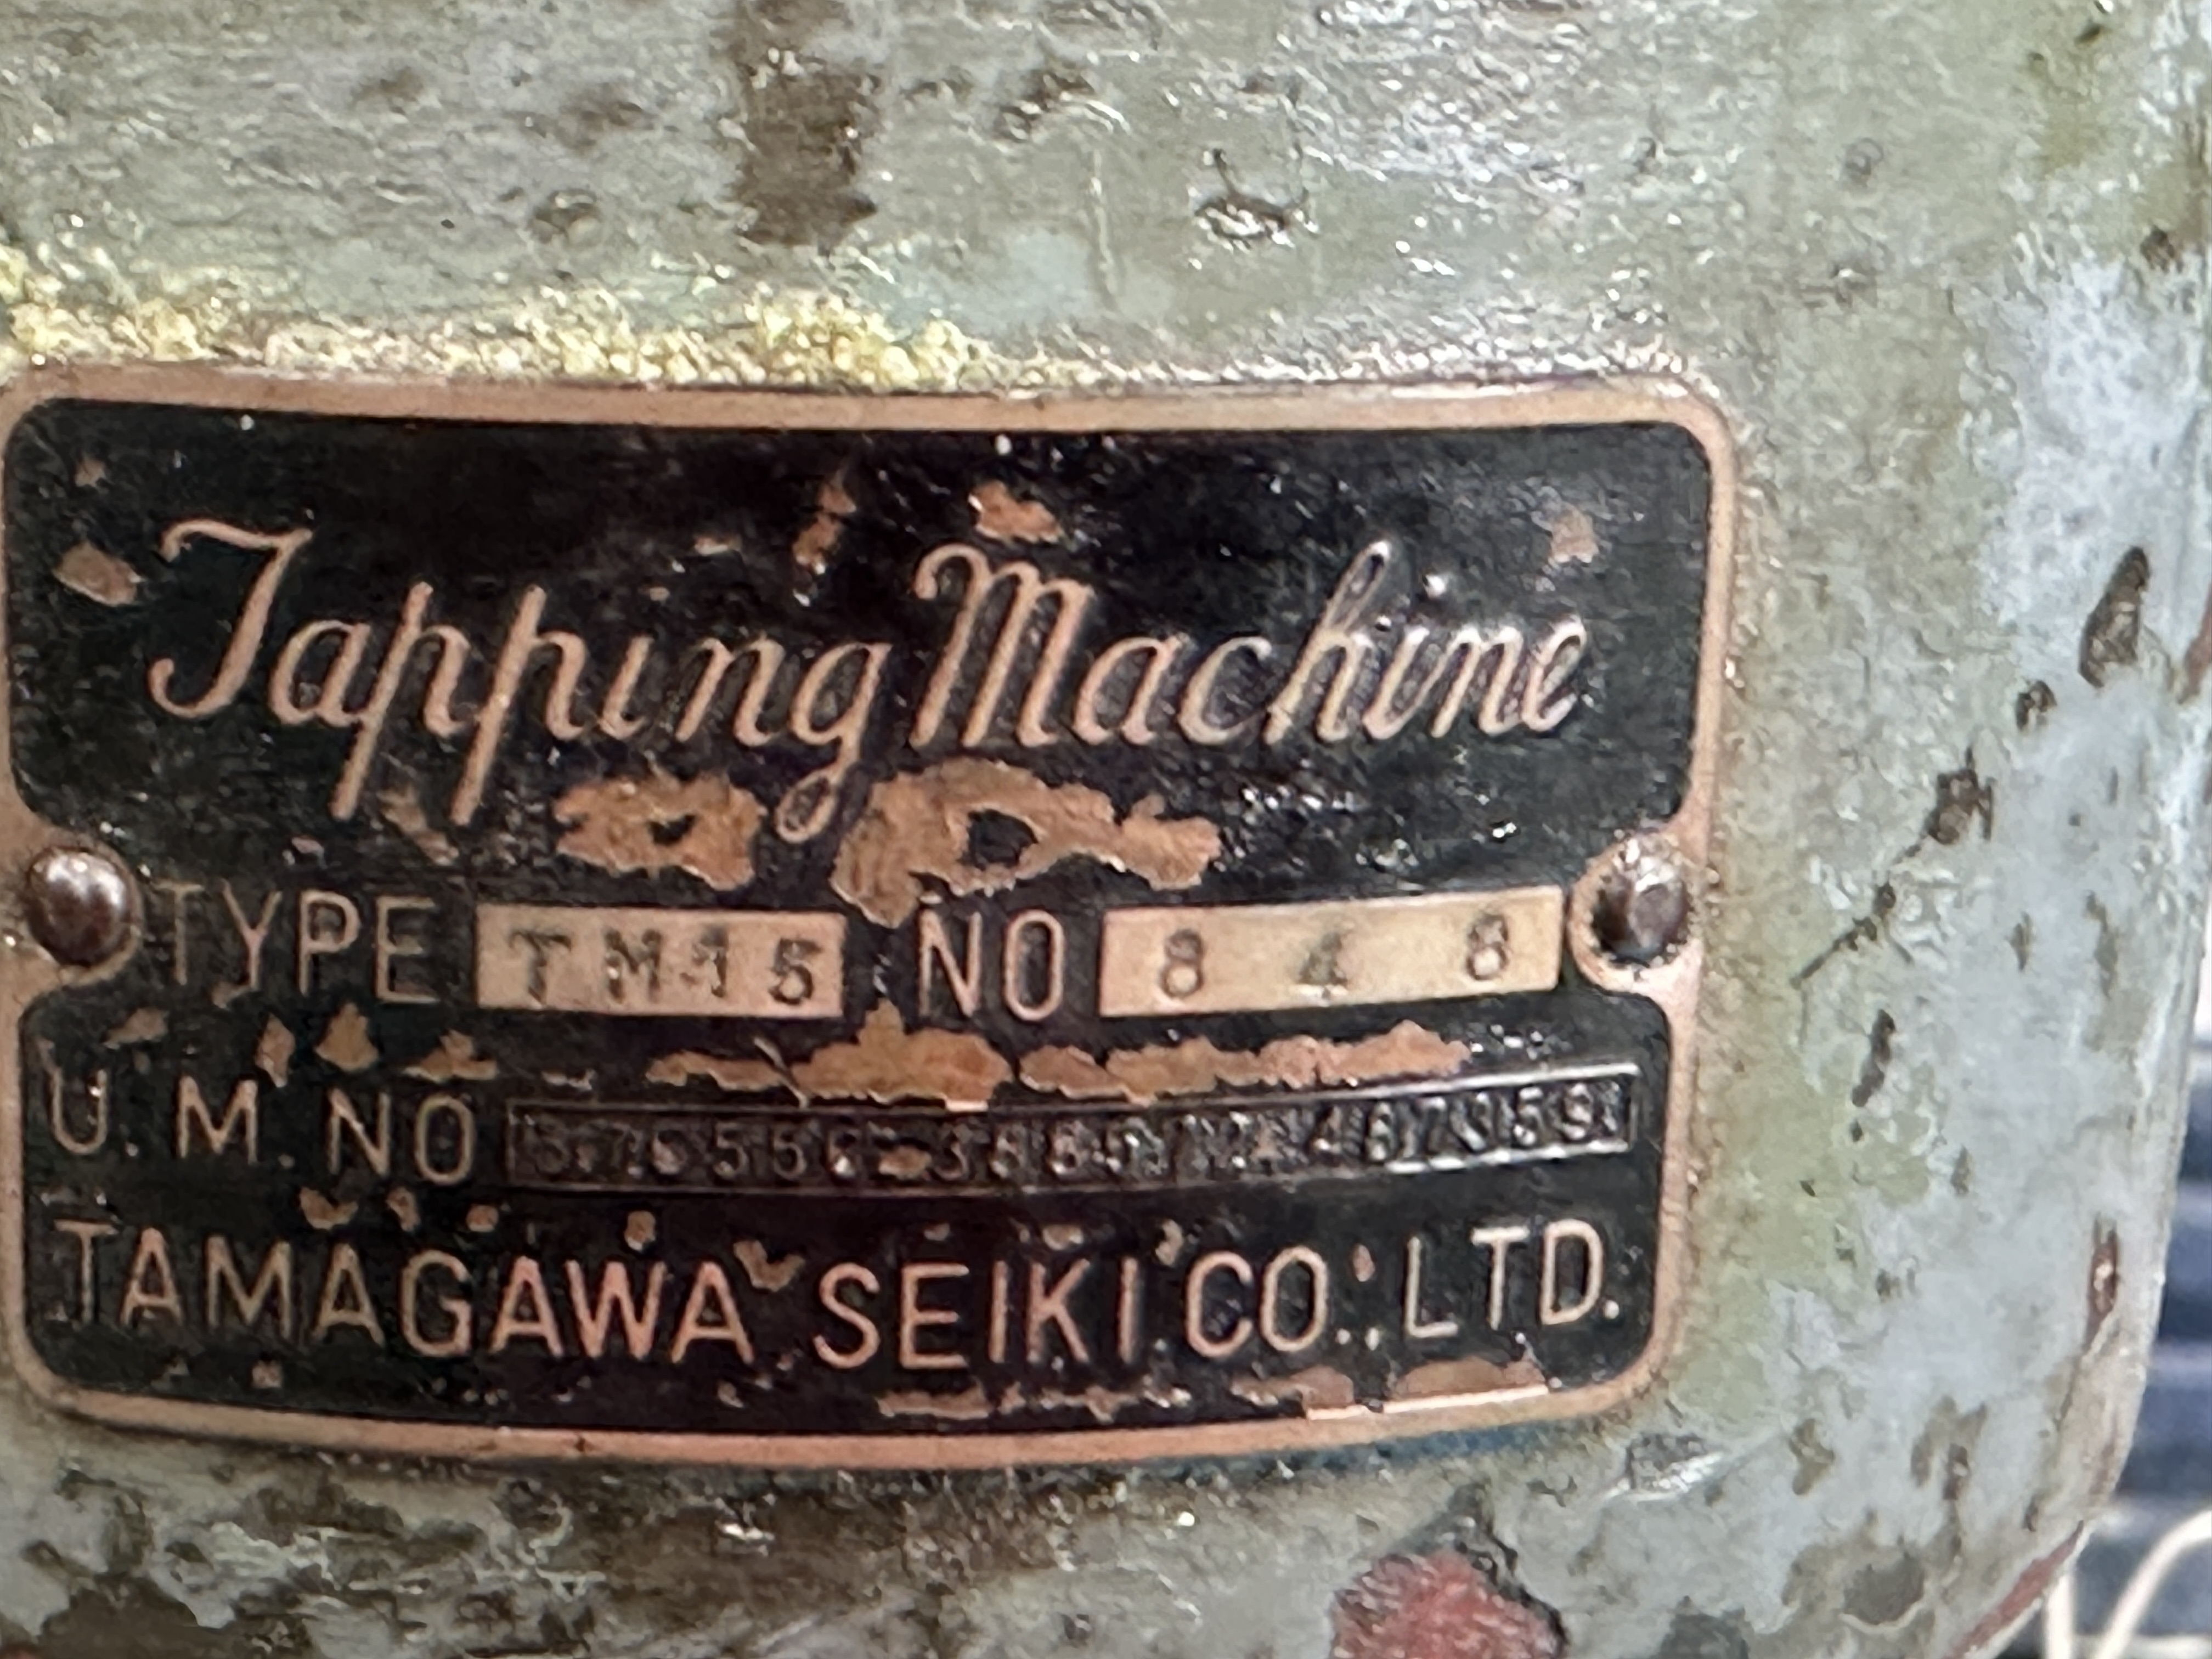 Tapping Machine
TYPE TM15 NO 848
U.M.NO
TAMAGAWA SEIKI CO., LTD.